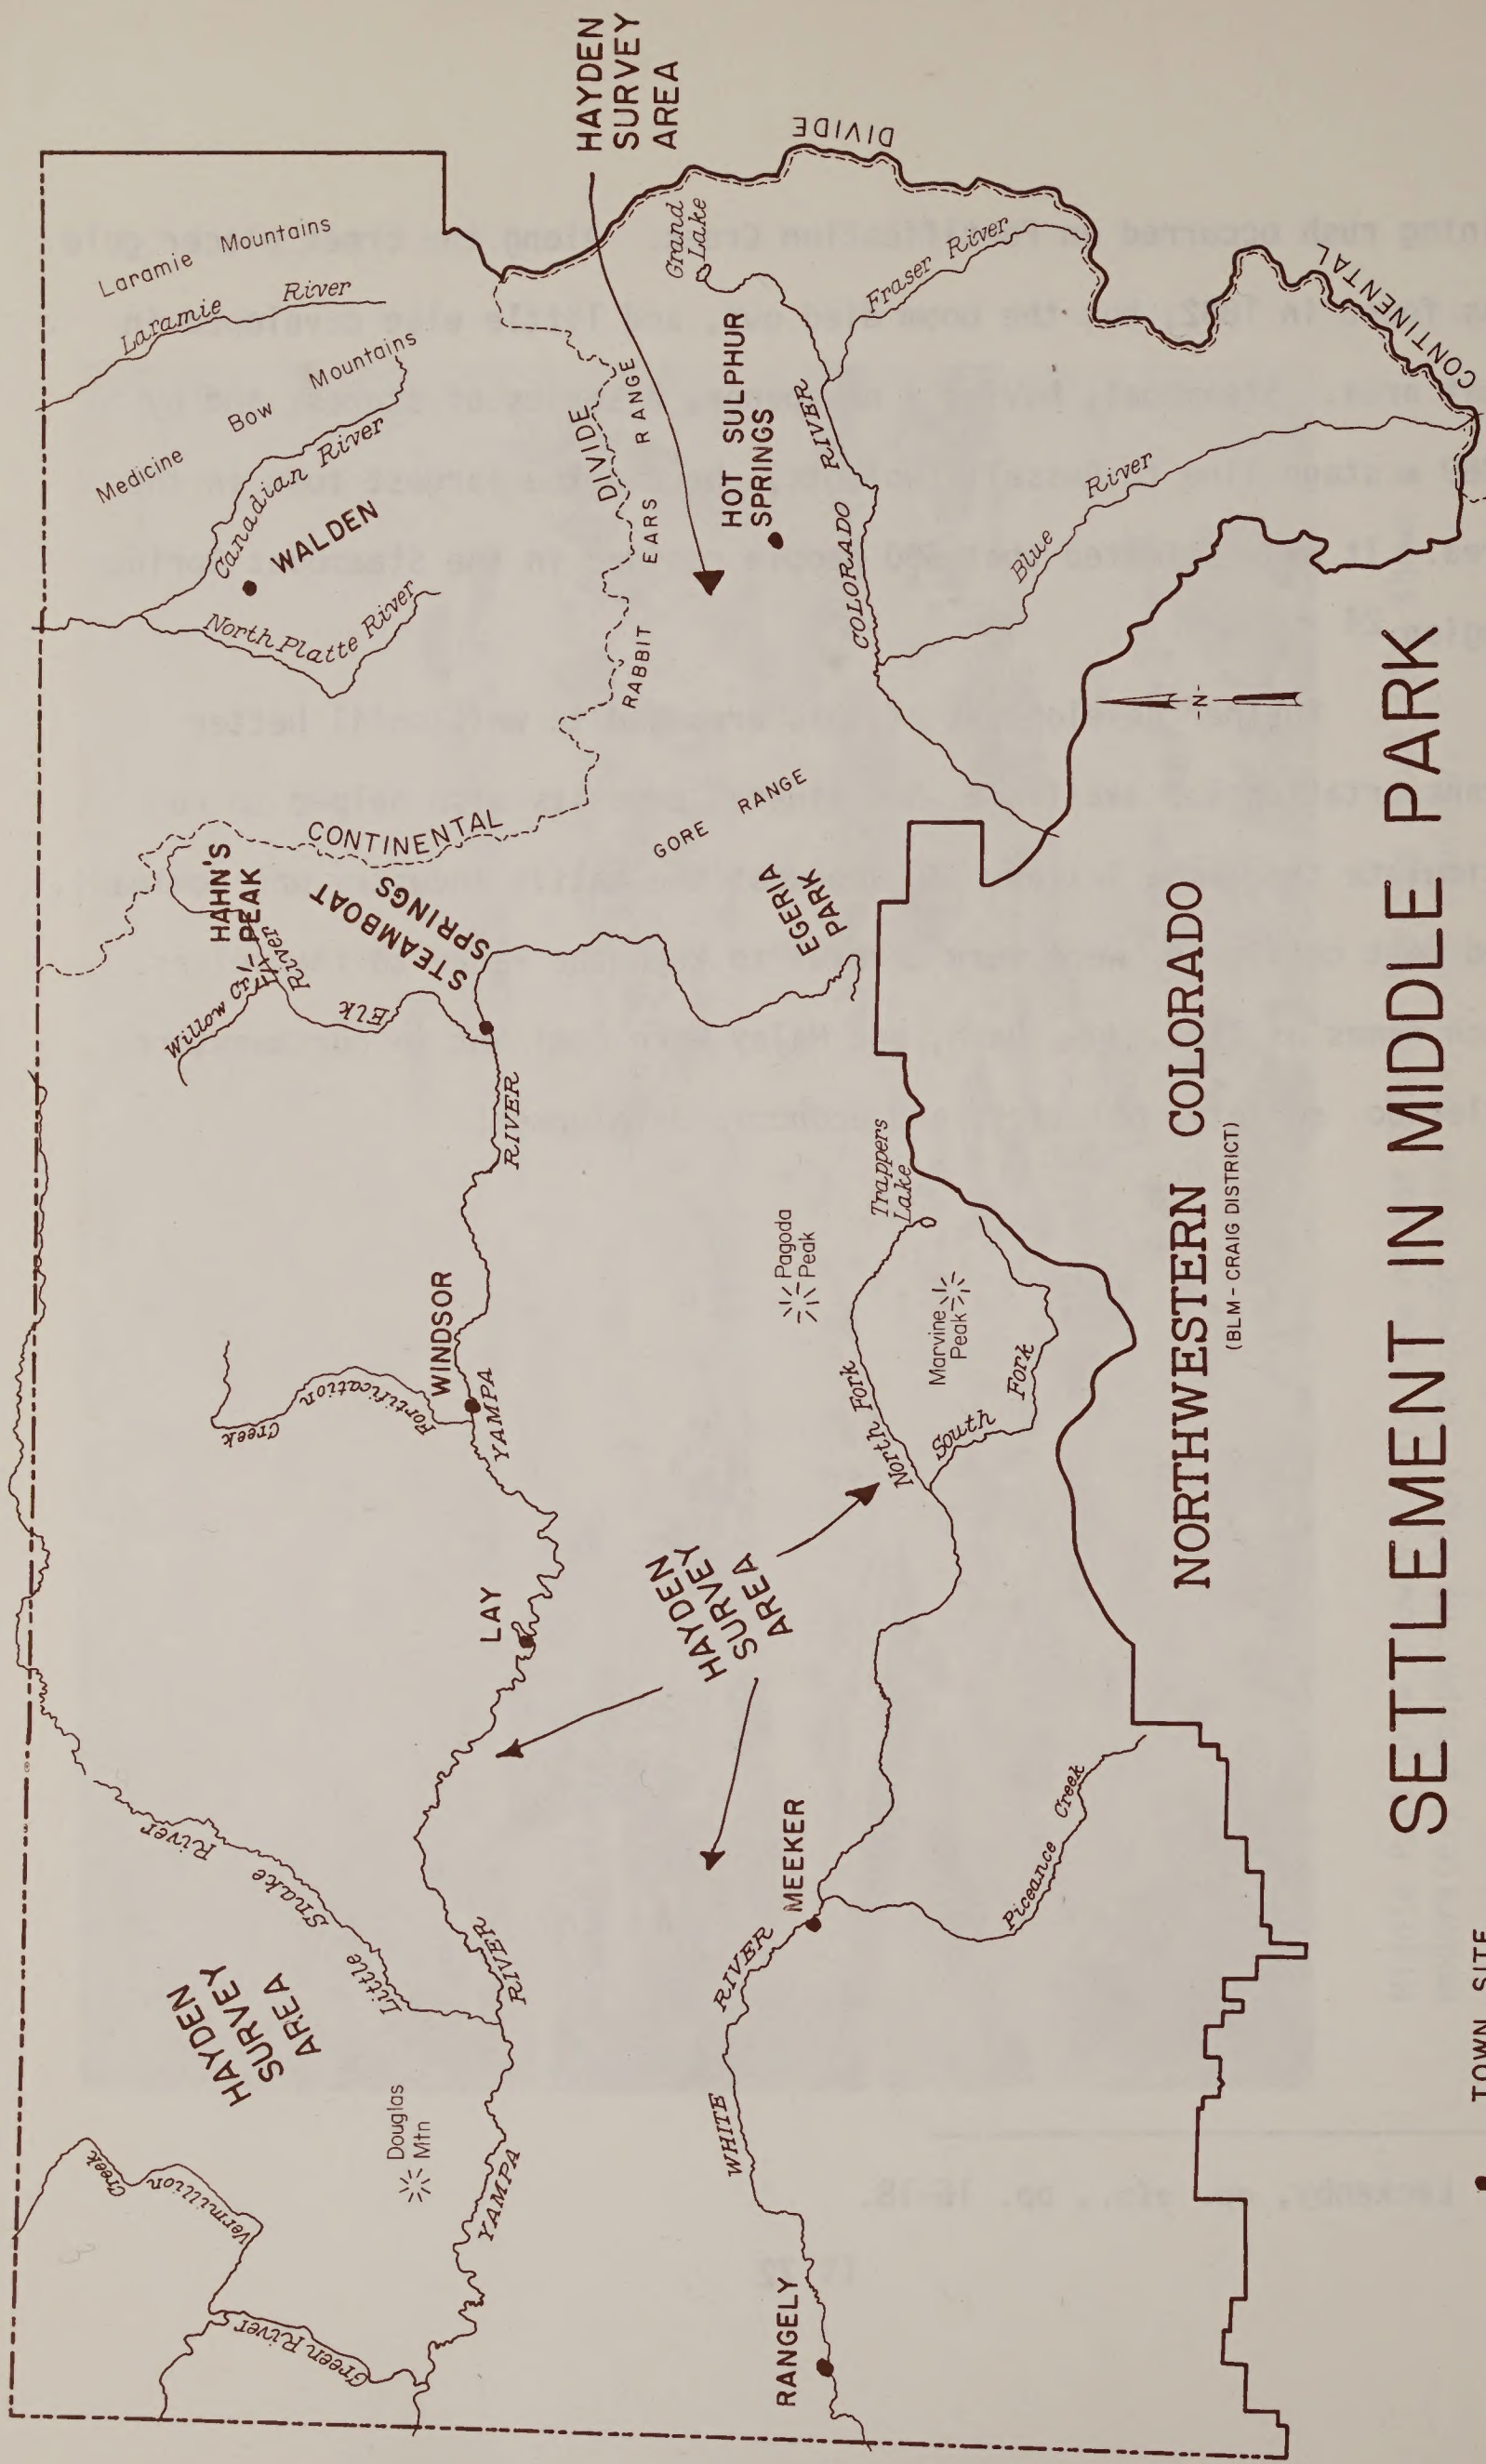 HAYDEN
SURVEY
AREA
Laramie Mountains
Laramie River
Medicine Bow Mountains
Canadian River
WALDEN
North Platte River
DIVIDE
Grand
Lake
Fraser River
HOT SULPHUR
SPRINGS
COLORADO RIVER
Blue River
CONTINENTAL
CONTINENTAL
DIVIDE
RABBIT EARS RANGE
GORE RANGE
EGERIA
PARK
HAHN'S
PEAK
STEAMBOAT
SPRINGS
Willow Cr.
River
Elk
River
RIVER
WINDSOR
YAMPA
Fortification
Creek
LAY
HAYDEN
SURVEY
AREA
Pagoda
Peak
Trappers
Lake
Marvine
Peak
North Fork
South Fork
MEEKER
Piceance Creek
WHITE RIVER
RANGELY
Little Snake River
HAYDEN
SURVEY
AREA
Douglas
Mtn
YAMPA RIVER
Vermillion
Creek
Green River
-N-
NORTHWESTERN COLORADO
(BLM - CRAIG DISTRICT)
SETTLEMENT IN MIDDLE PARK
TOWN SITE